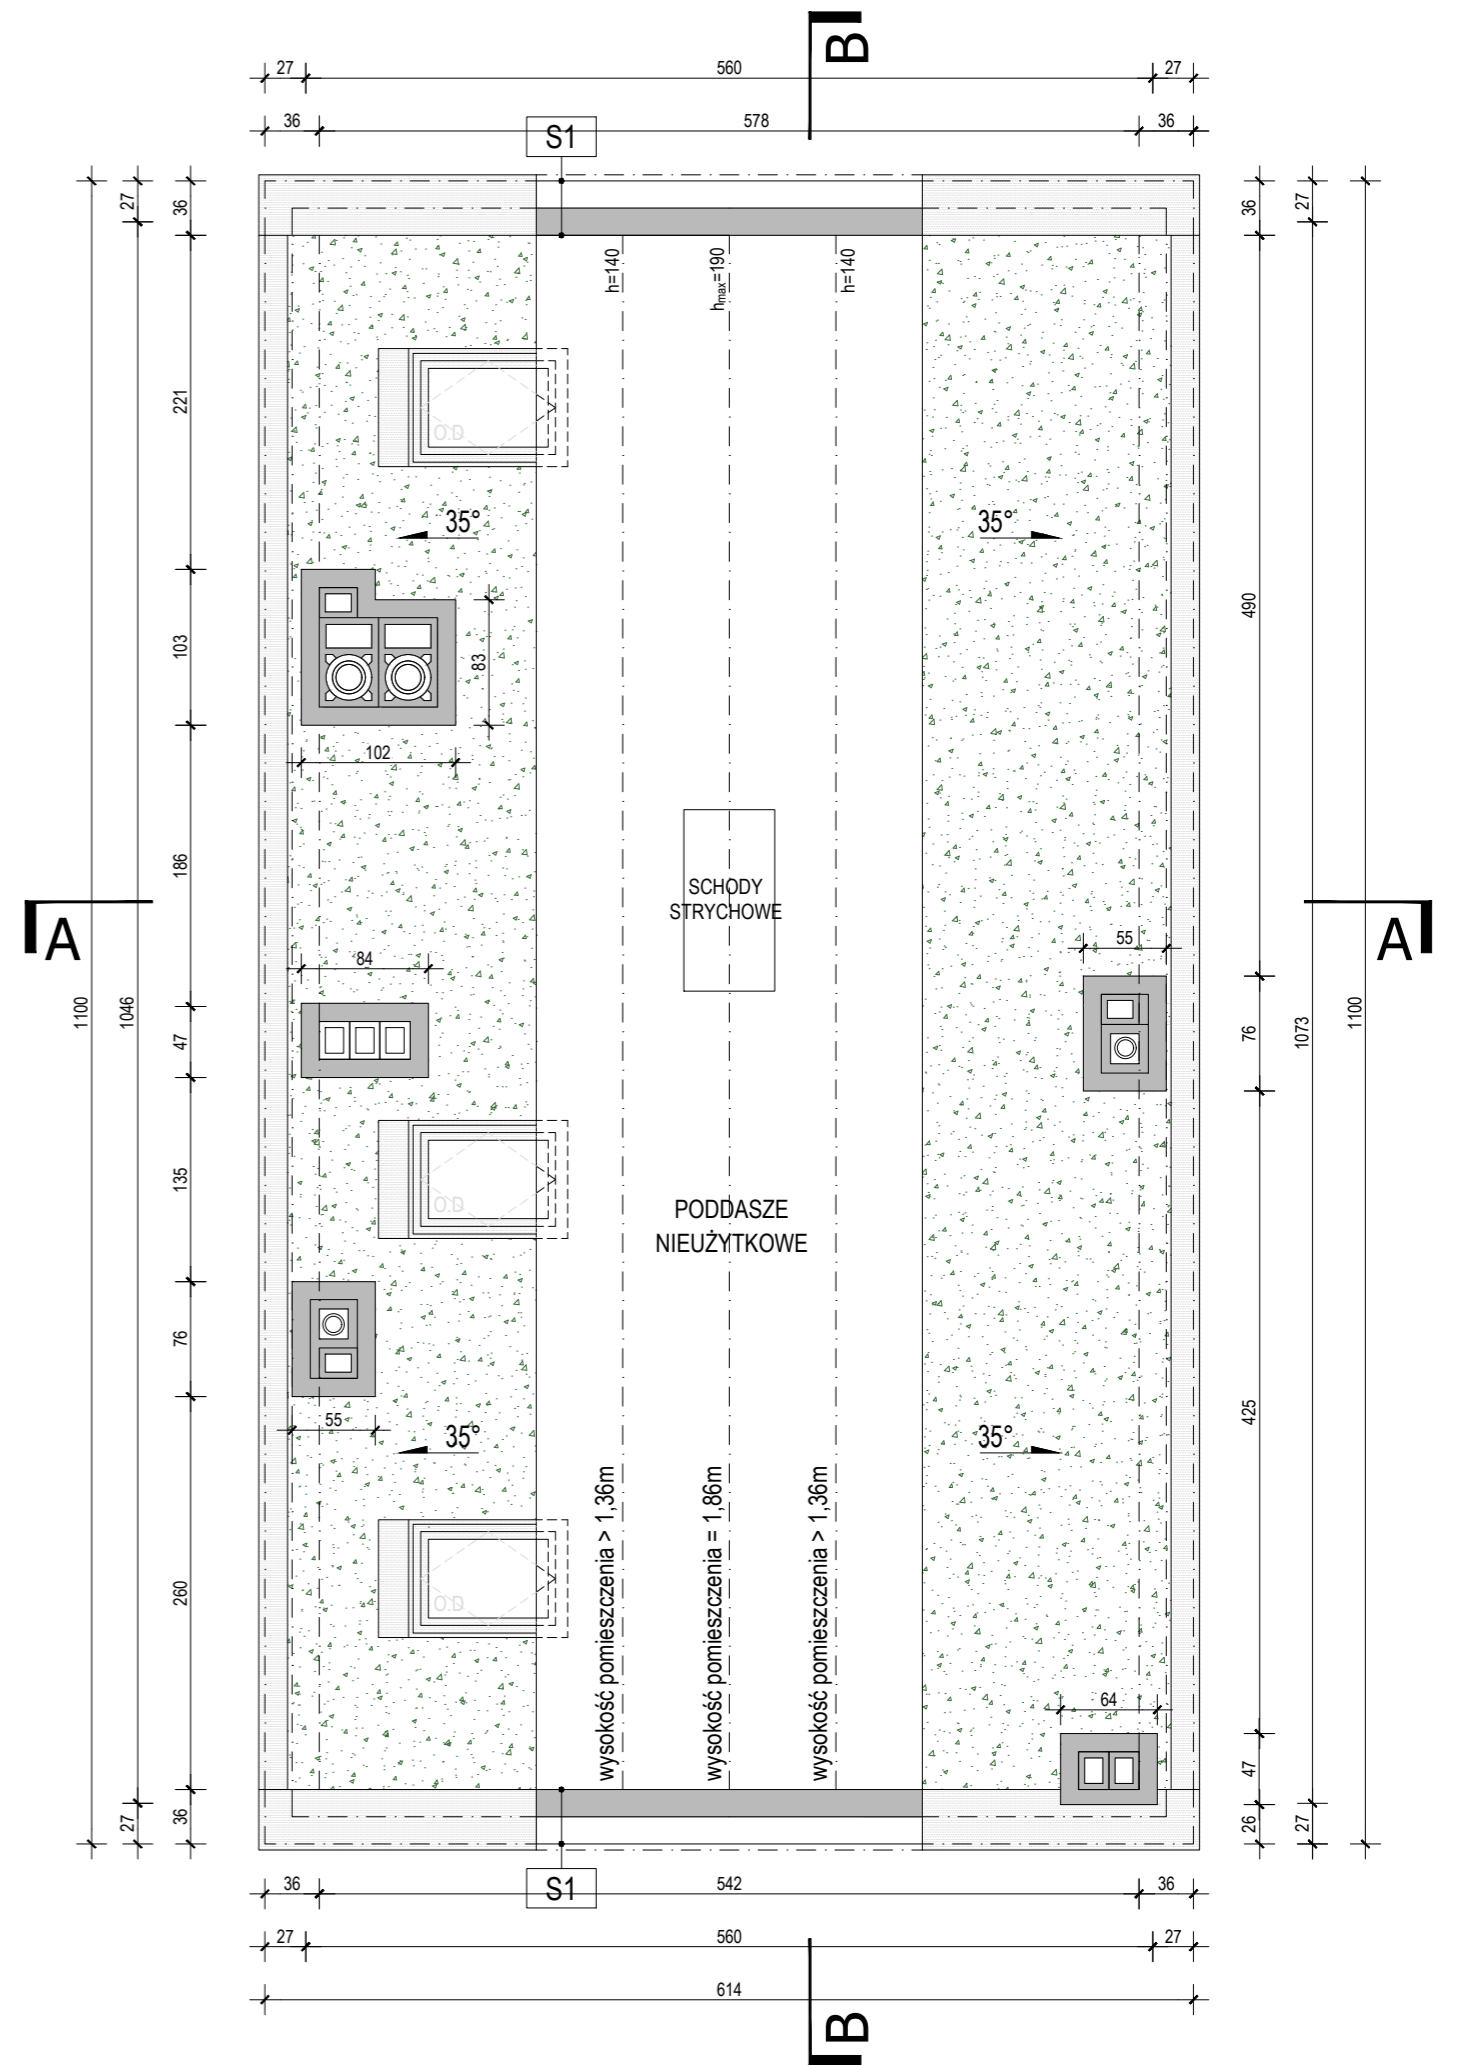 B
27
560
27
36
578
36
S1
27
36
36
27
h=140
hmax=190
h=140
221
O.D
35°
35°
490
103
83
102
186
SCHODY
STRYCHOWE
A
A
84
55
1100
1046
47
76
1073
1100
135
O.D
PODDASZE
NIEUŻYTKOWE
76
55
35°
35°
425
wysokość pomieszczenia > 1,36m
wysokość pomieszczenia = 1,86m
wysokość pomieszczenia > 1,36m
260
O.D
64
47
27
36
26
27
36
S1
542
36
27
560
27
614
B